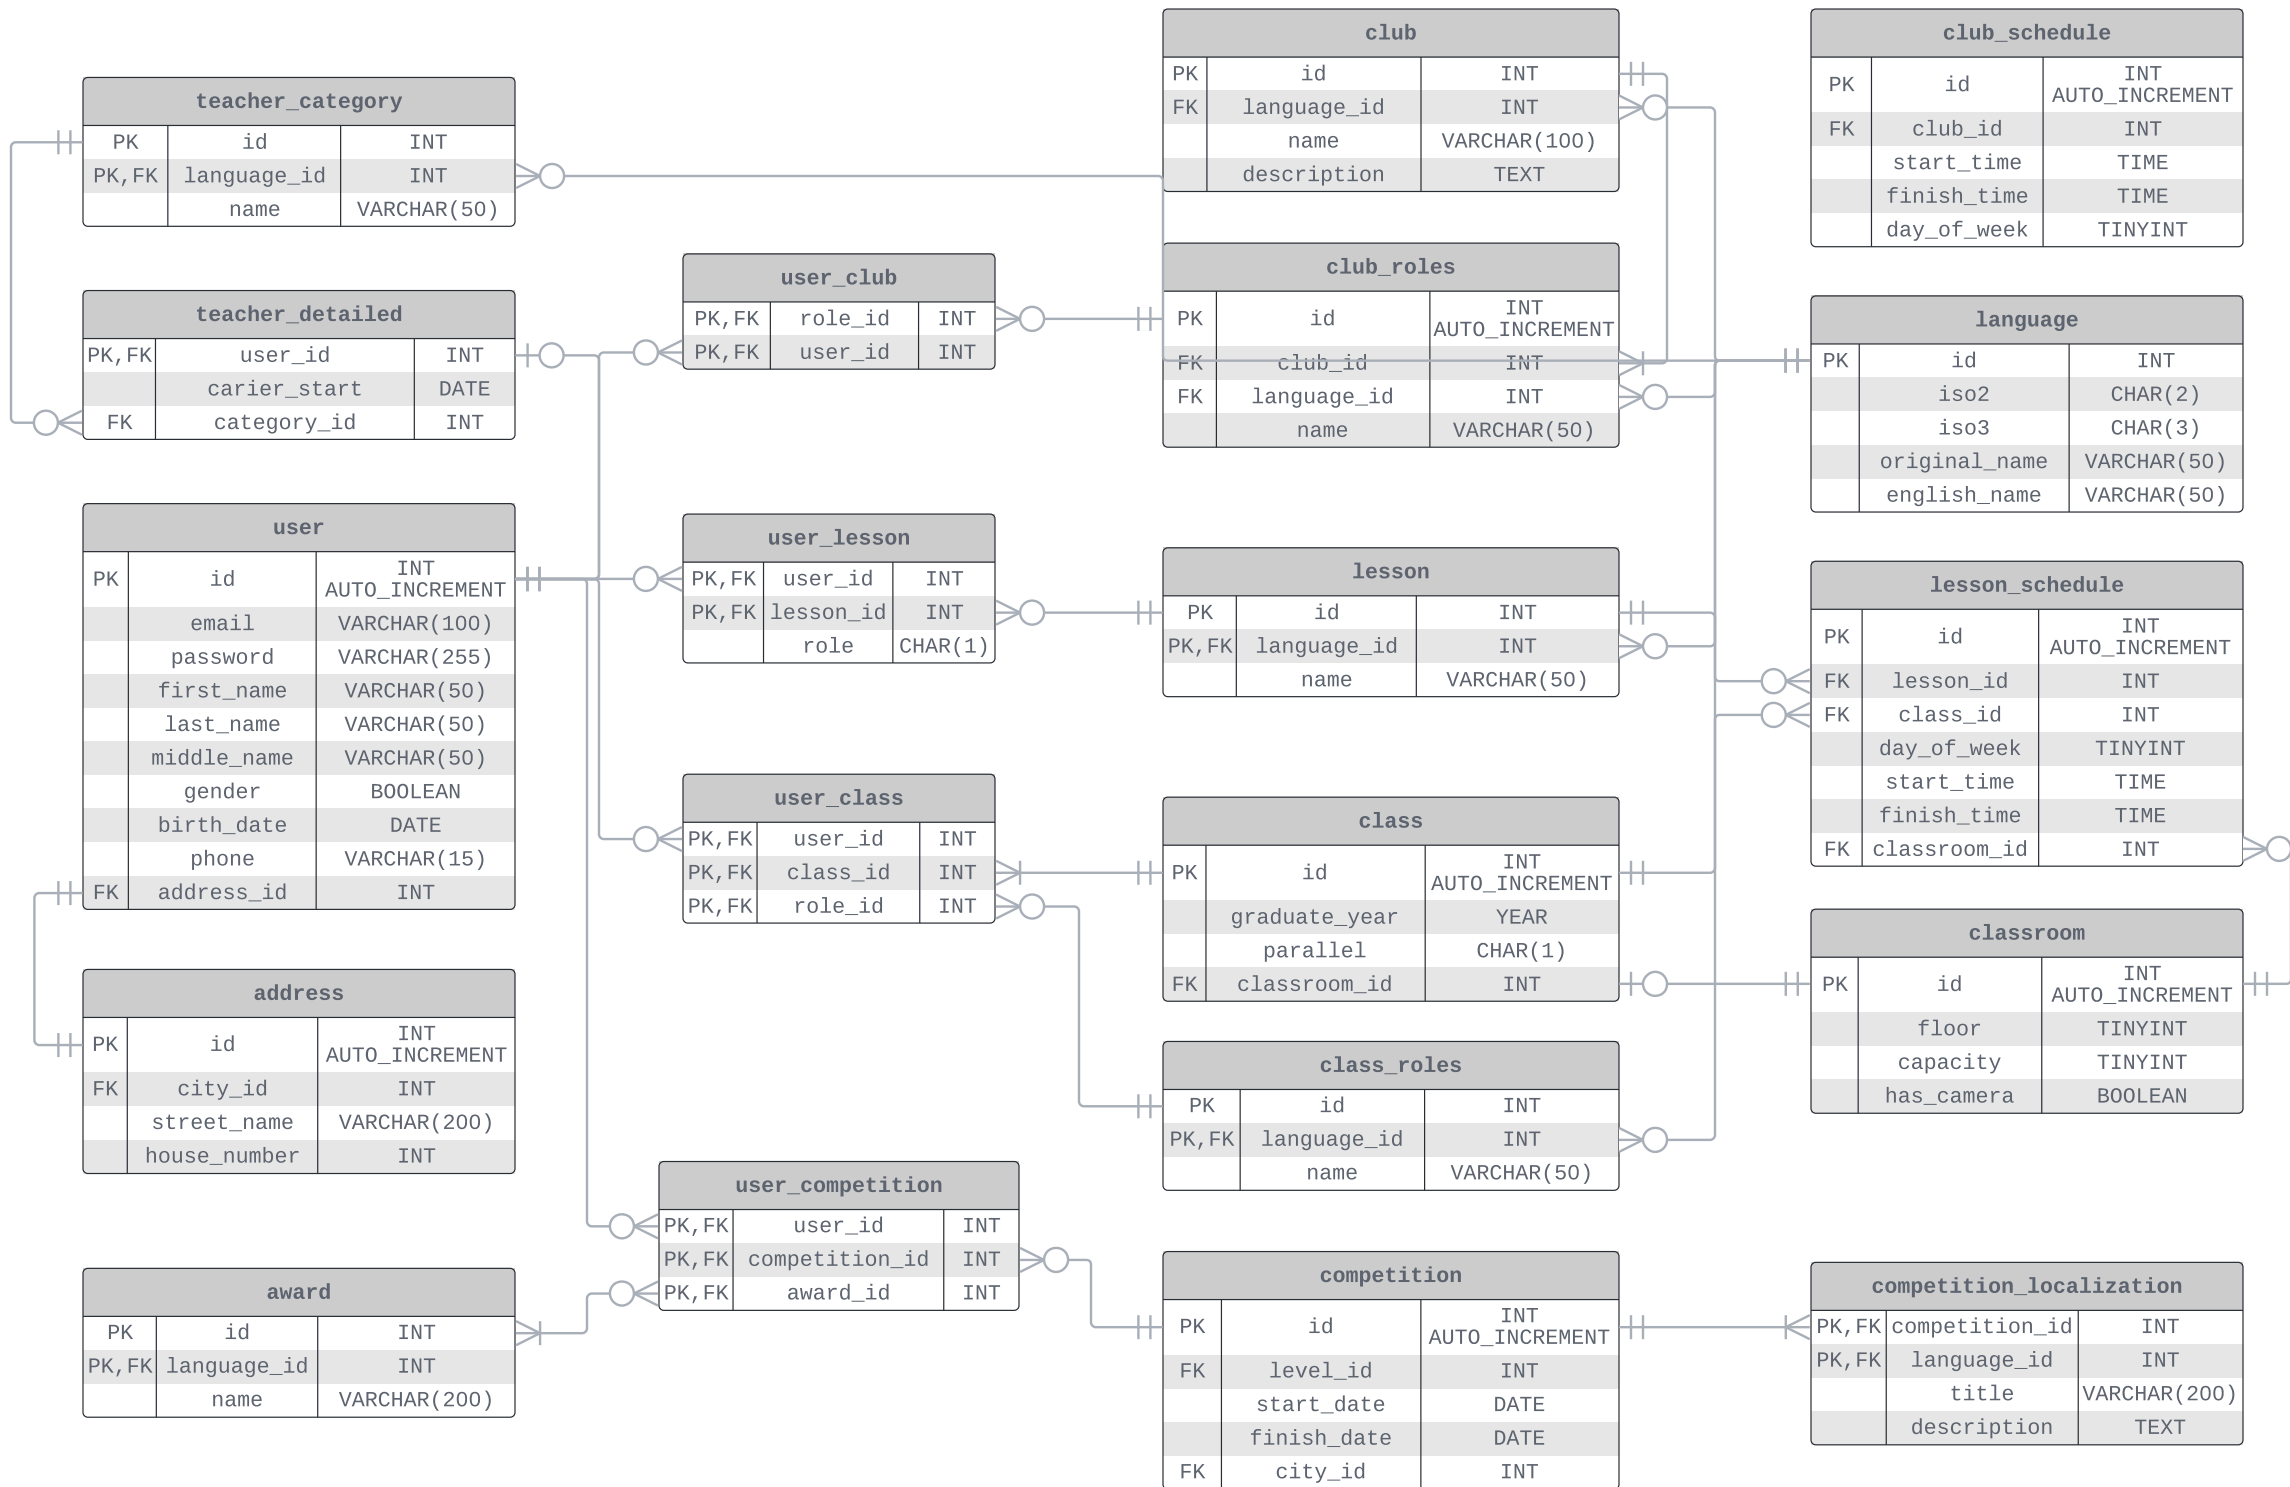 club
PK id INT
FK language_id INT
name VARCHAR(100)
description TEXT
club_schedule
PK id INT
AUTO_INCREMENT
FK club_id INT
start_time TIME
finish_time TIME
day_of_week TINYINT
teacher_category
PK id INT
PK,FK language_id INT
name VARCHAR(50)
user_club
PK,FK role_id INT
PK,FK user_id INT
club_roles
PK id INT
AUTO_INCREMENT
FK club_id INT
FK language_id INT
name VARCHAR(50)
teacher_detailed
PK,FK user_id INT
carier_start DATE
FK category_id INT
language
PK id INT
iso2 CHAR(2)
iso3 CHAR(3)
original_name VARCHAR(50)
english_name VARCHAR(50)
user
PK id INT
AUTO_INCREMENT
email VARCHAR(100)
password VARCHAR(255)
first_name VARCHAR(50)
last_name VARCHAR(50)
middle_name VARCHAR(50)
gender BOOLEAN
birth_date DATE
phone VARCHAR(15)
FK address_id INT
user_lesson
PK,FK user_id INT
PK,FK lesson_id INT
role CHAR(1)
lesson
PK id INT
PK,FK language_id INT
name VARCHAR(50)
lesson_schedule
PK id INT
AUTO_INCREMENT
FK lesson_id INT
FK class_id INT
day_of_week TINYINT
start_time TIME
finish_time TIME
FK classroom_id INT
user_class
PK,FK user_id INT
PK,FK class_id INT
PK,FK role_id INT
class
PK id INT
AUTO_INCREMENT
graduate_year YEAR
parallel CHAR(1)
FK classroom_id INT
classroom
PK id INT
AUTO_INCREMENT
floor TINYINT
capacity TINYINT
has_camera BOOLEAN
address
PK id INT
AUTO_INCREMENT
FK city_id INT
street_name VARCHAR(200)
house_number INT
class_roles
PK id INT
PK,FK language_id INT
name VARCHAR(50)
user_competition
PK,FK user_id INT
PK,FK competition_id INT
PK,FK award_id INT
award
PK id INT
PK,FK language_id INT
name VARCHAR(200)
competition
PK id INT
AUTO_INCREMENT
FK level_id INT
start_date DATE
finish_date DATE
FK city_id INT
competition_localization
PK,FK competition_id INT
PK,FK language_id INT
title VARCHAR(200)
description TEXT